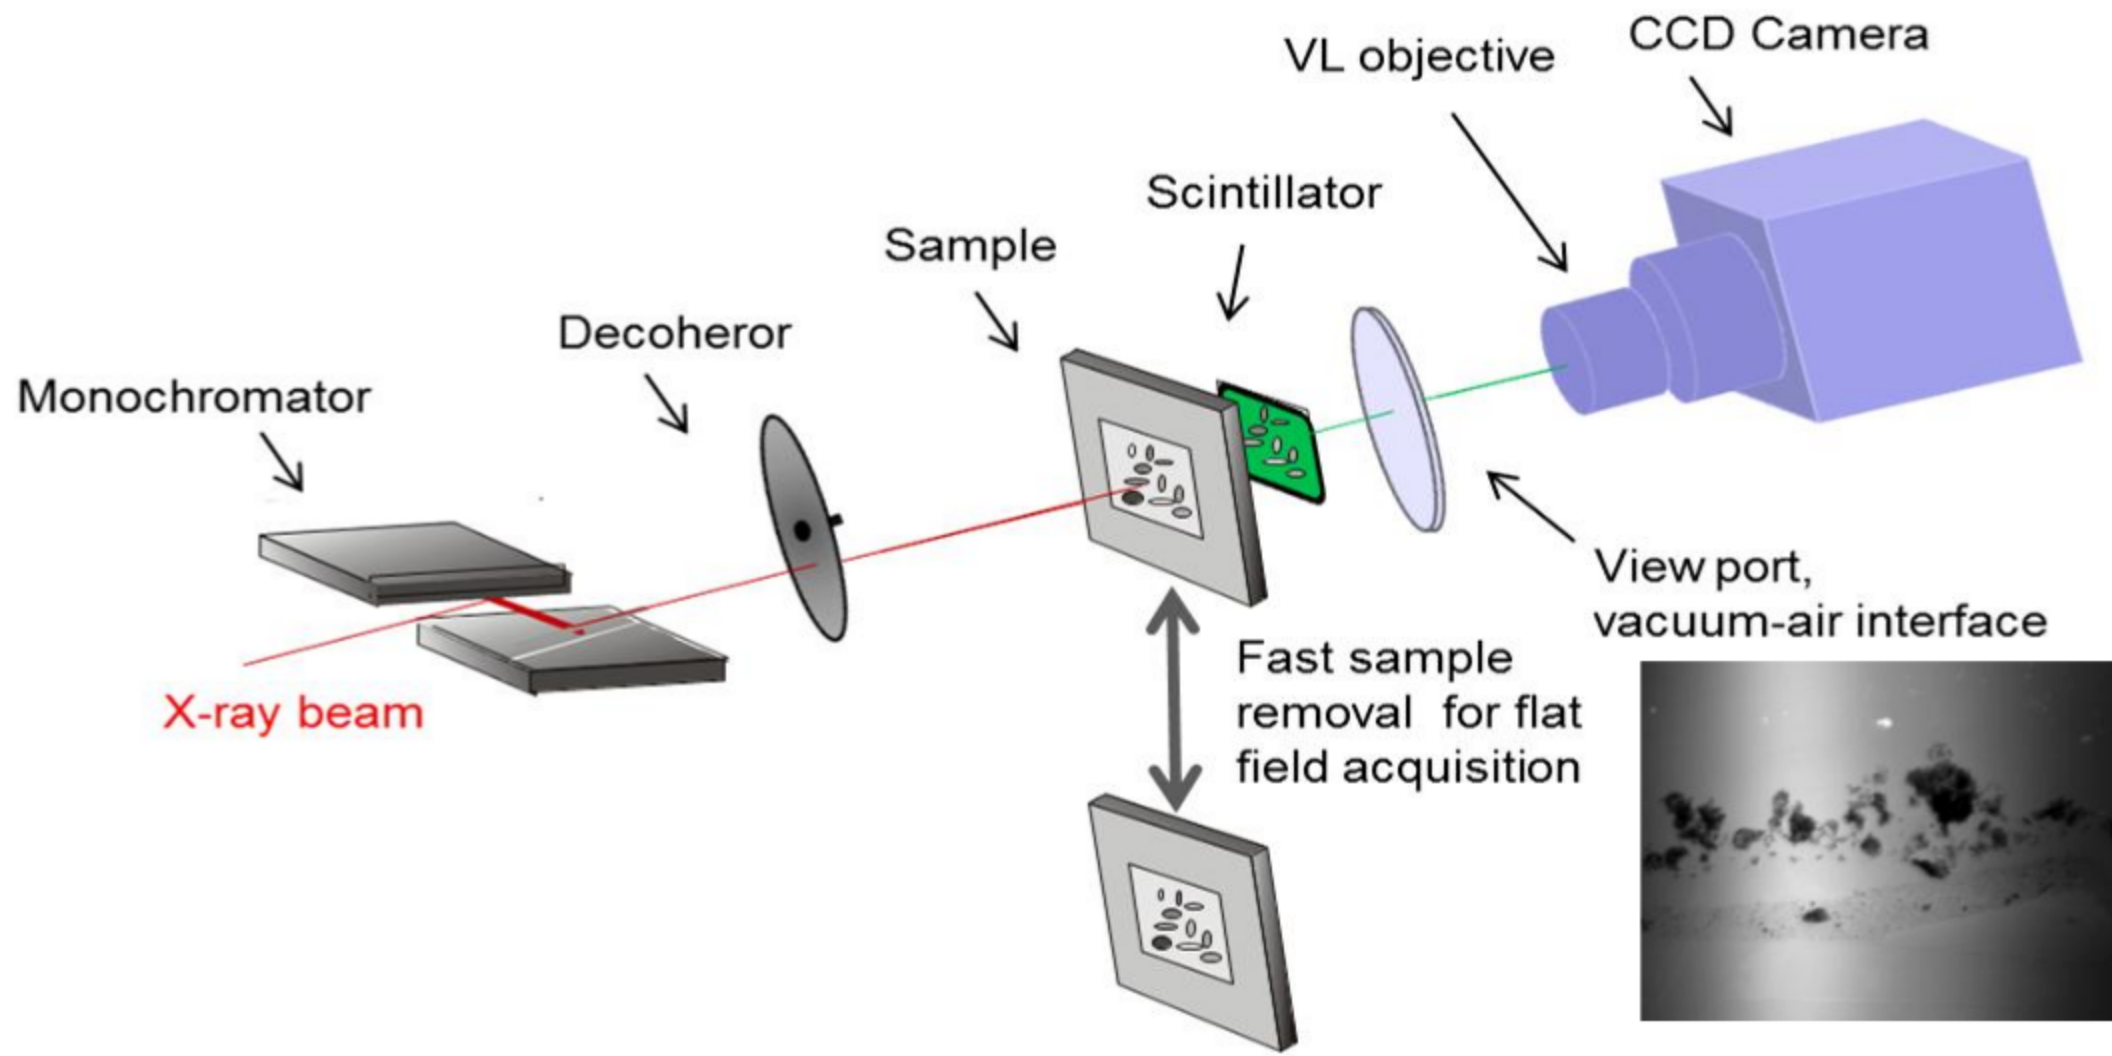 VL objective
CCD Camera
Scintillator
Sample
Decoheror
Monochromator
X-ray beam
View port,
vacuum-air interface
Fast sample
removal for flat
field acquisition